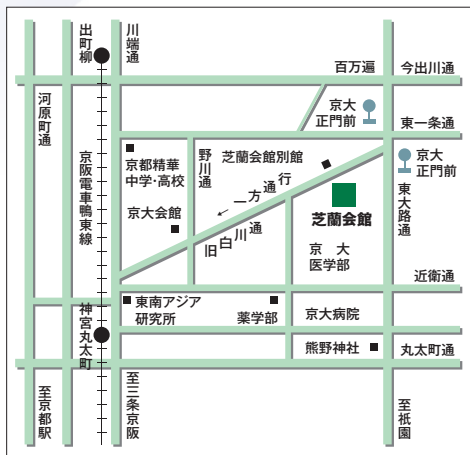 出町柳
川端通
百万遍
今出川通
河原町通
京大
正門前
東一条通
京阪電車鴨東線
京都精華
中学・高校
野川通
芝蘭会館別館
京大
正門前
東大路通
京大会館
←一方通行
旧白川通
芝蘭会館
京大
医学部
近衛通
神宮丸太町
東南アジア
研究所
薬学部
京大病院
熊野神社
丸太町通
至京都駅
至三条京阪
至祇園